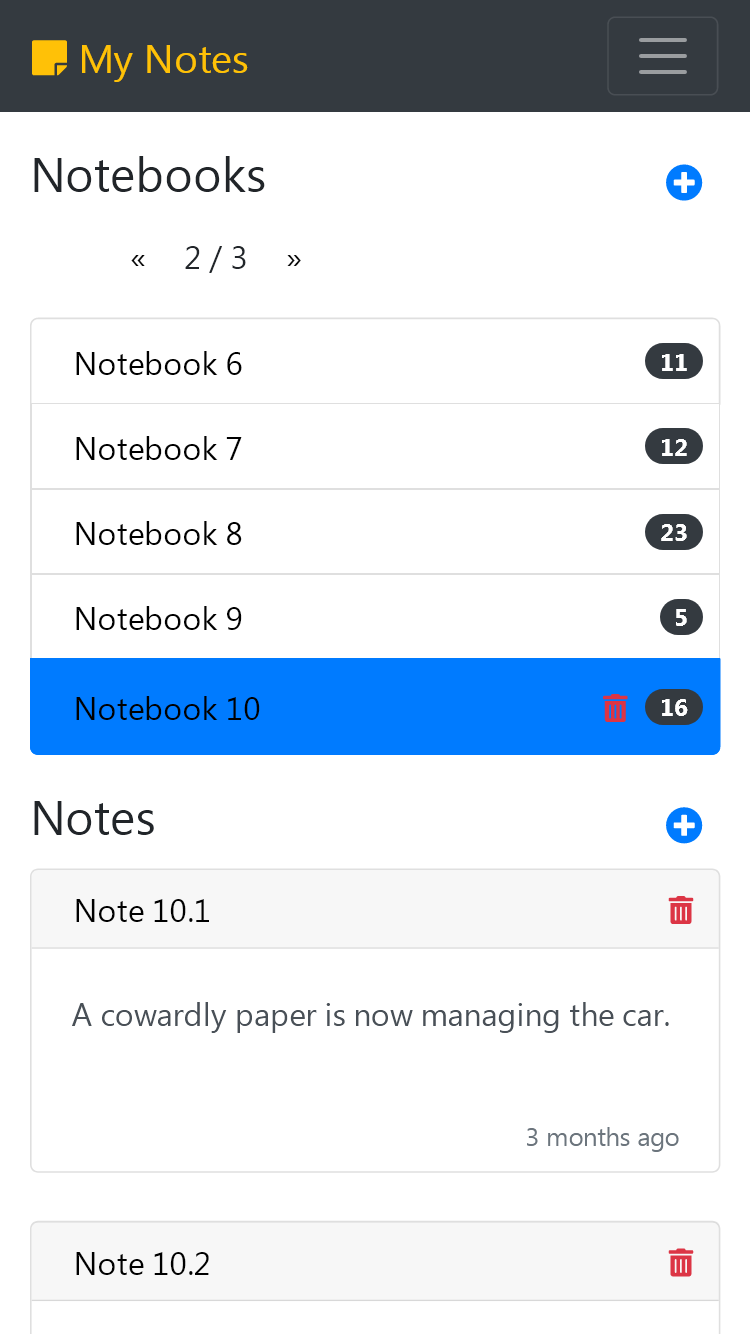 My Notes
Notebooks
« 2 / 3 »
Notebook 6 11
Notebook 7 12
Notebook 8 23
Notebook 9 5
Notebook 10 16
Notes
Note 10.1
A cowardly paper is now managing the car.
3 months ago
Note 10.2